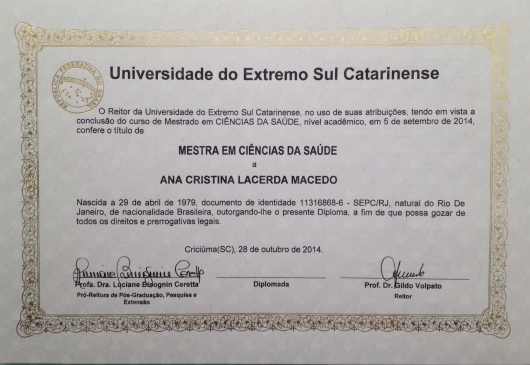 REPÚBLICA FEDERATIVA DO BRASIL
Universidade do Extremo Sul Catarinense
O Reitor da Universidade do Extremo Sul Catarinense, no uso de suas atribuições, tendo em vista a
conclusão do curso de Mestrado em CIÊNCIAS DA SAÚDE, nível acadêmico, em 5 de setembro de 2014,
confere o título de
MESTRA EM CIÊNCIAS DA SAÚDE
a
ANA CRISTINA LACERDA MACEDO
Nascida a 29 de abril de 1979, documento de identidade 11316868-6 - SEPC/RJ, natural do Rio De
Janeiro, de nacionalidade Brasileira, outorgando-lhe o presente Diploma, a fim de que possa gozar de
todos os direitos e prerrogativas legais.
Criciúma(SC), 28 de outubro de 2014.
Profa. Dra. Luciane Bisognin Ceretta
Pró-Reitora de Pós-Graduação, Pesquisa e
Extensão
Diplomada
Prof. Dr. Gildo Volpato
Reitor